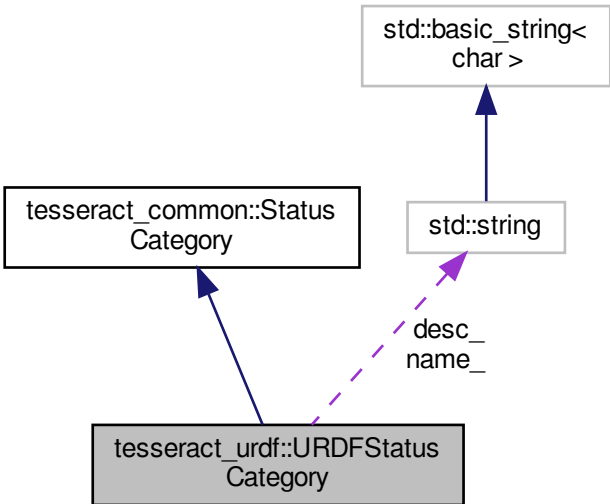 std::basic_string<
char >
tesseract_common::Status
Category
std::string
desc_
name_
tesseract_urdf::URDFStatus
Category